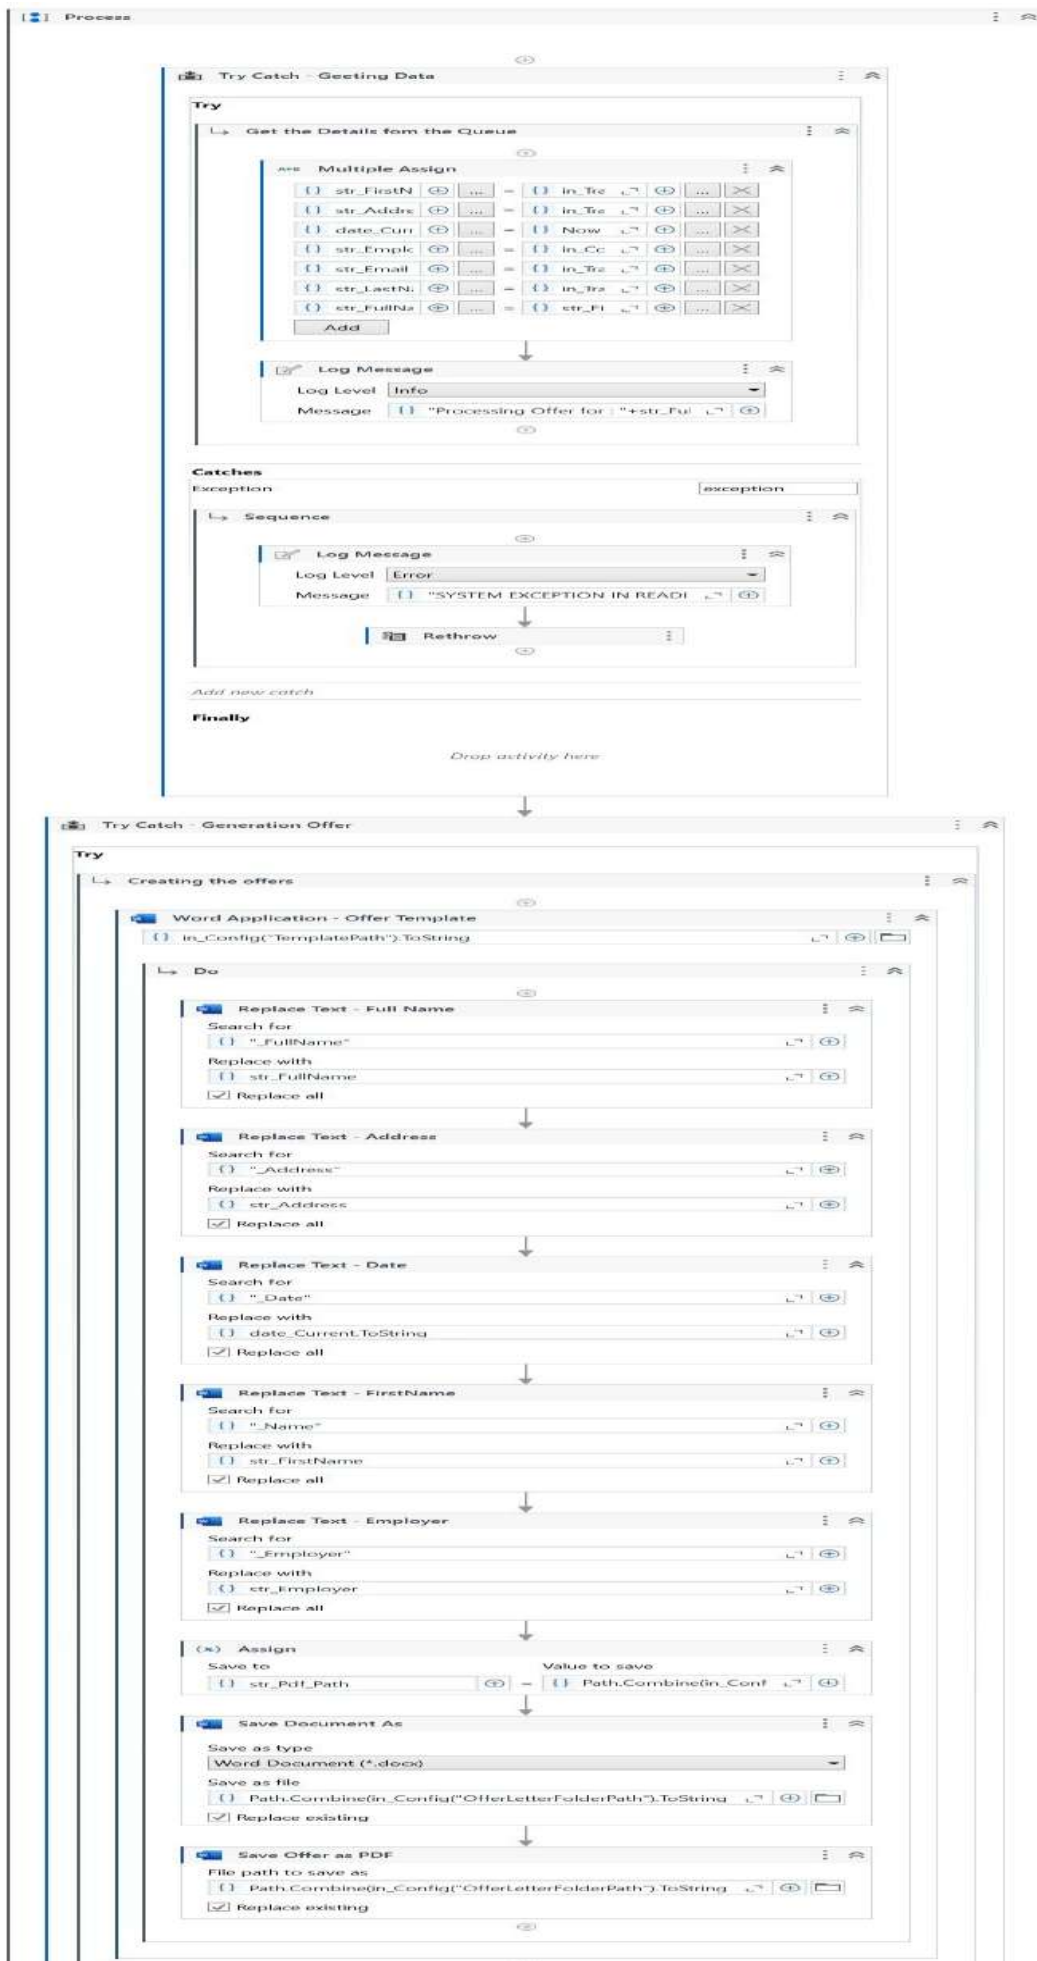 Process
Try Catch - Geeting Data
Try
Get the Details fom the Queue
Multiple Assign
str_FirstN ... = in_Tre ...
str_Addre ... = in_Tra ...
date_Curr ... = Now ...
str_Emplc ... = in_Cc ...
str_Email ... = in_Tra ...
str_LastN. ... = in_Tra ...
str_FullNa ... = str_Fi ...
Add
Log Message
Log Level Info
Message "Processing Offer for : "+str_Ful
Catches
Exception exception
Sequence
Log Message
Log Level Error
Message "SYSTEM EXCEPTION IN READI
Rethrow
Add new catch
Finally
Drop activity here
Try Catch - Generation Offer
Try
Creating the offers
Word Application - Offer Template
in_Config("TemplatePath").ToString
Do
Replace Text - Full Name
Search for
"_FullName"
Replace with
str_FullName
Replace all
Replace Text - Address
Search for
"_Address"
Replace with
str_Address
Replace all
Replace Text - Date
Search for
"_Date"
Replace with
date_Current.ToString
Replace all
Replace Text - FirstName
Search for
"_Name"
Replace with
str_FirstName
Replace all
Replace Text - Employer
Search for
"_Employer"
Replace with
str_Employer
Replace all
(x) Assign
Save to Value to save
str_Pdf_Path = Path.Combine(in_Conf
Save Document As
Save as type
Word Document (*.docx)
Save as file
Path.Combine(in_Config("OfferLetterFolderPath").ToString
Replace existing
Save Offer as PDF
File path to save as
Path.Combine(in_Config("OfferLetterFolderPath").ToString
Replace existing